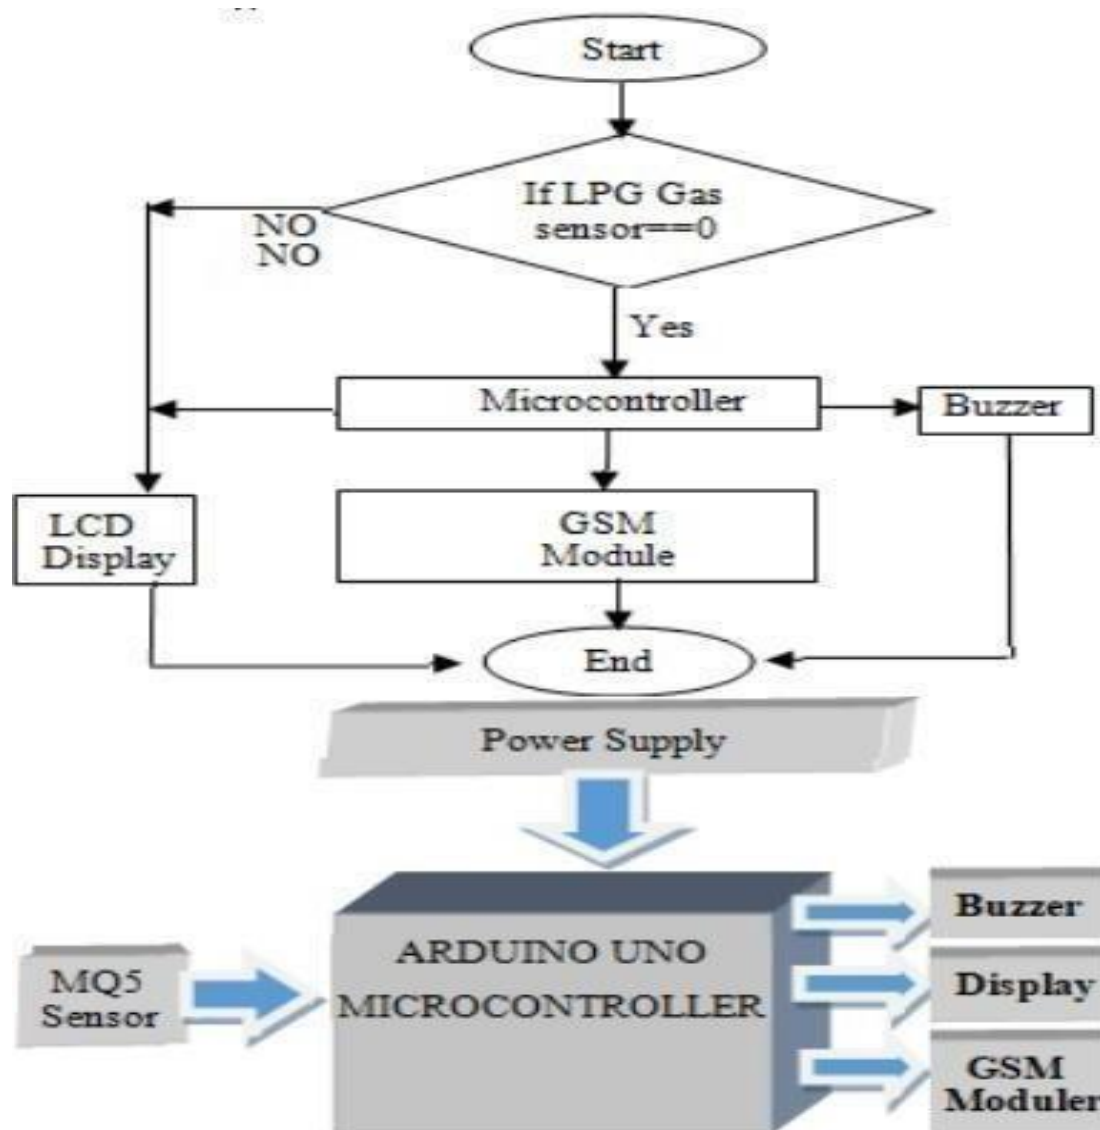 Start
If LPG Gas
sensor==0
NO
NO
Yes
Microcontroller
Buzzer
LCD
Display
GSM
Module
End
Power Supply
ARDUINO UNO
MICROCONTROLLER
MQ5
Sensor
Buzzer
Display
GSM
Moduler